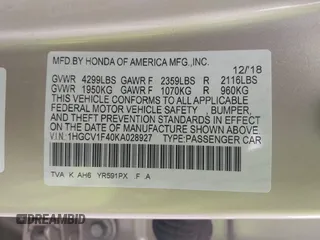 MFD.BY HONDA OF AMERICA MFG.,INC.
12/'18
GVWR 4299LBS GAWR F 2359LBS R 2116LBS
GVWR 1950KG GAWR F 1070KG R 960KG
THIS VEHICLE CONFORMS TO ALL APPLICABLE
FEDERAL MOTOR VEHICLE SAFETY BUMPER,
AND THEFT PREVENTION STANDARDS IN EFFECT
ON THE DATE OF MANUFACTURE SHOWN ABOVE.
VIN:1HGCV1F40KA028927 TYPE:PASSENGER CAR
TVA K AH6 YR591PX F A
DREAMBID